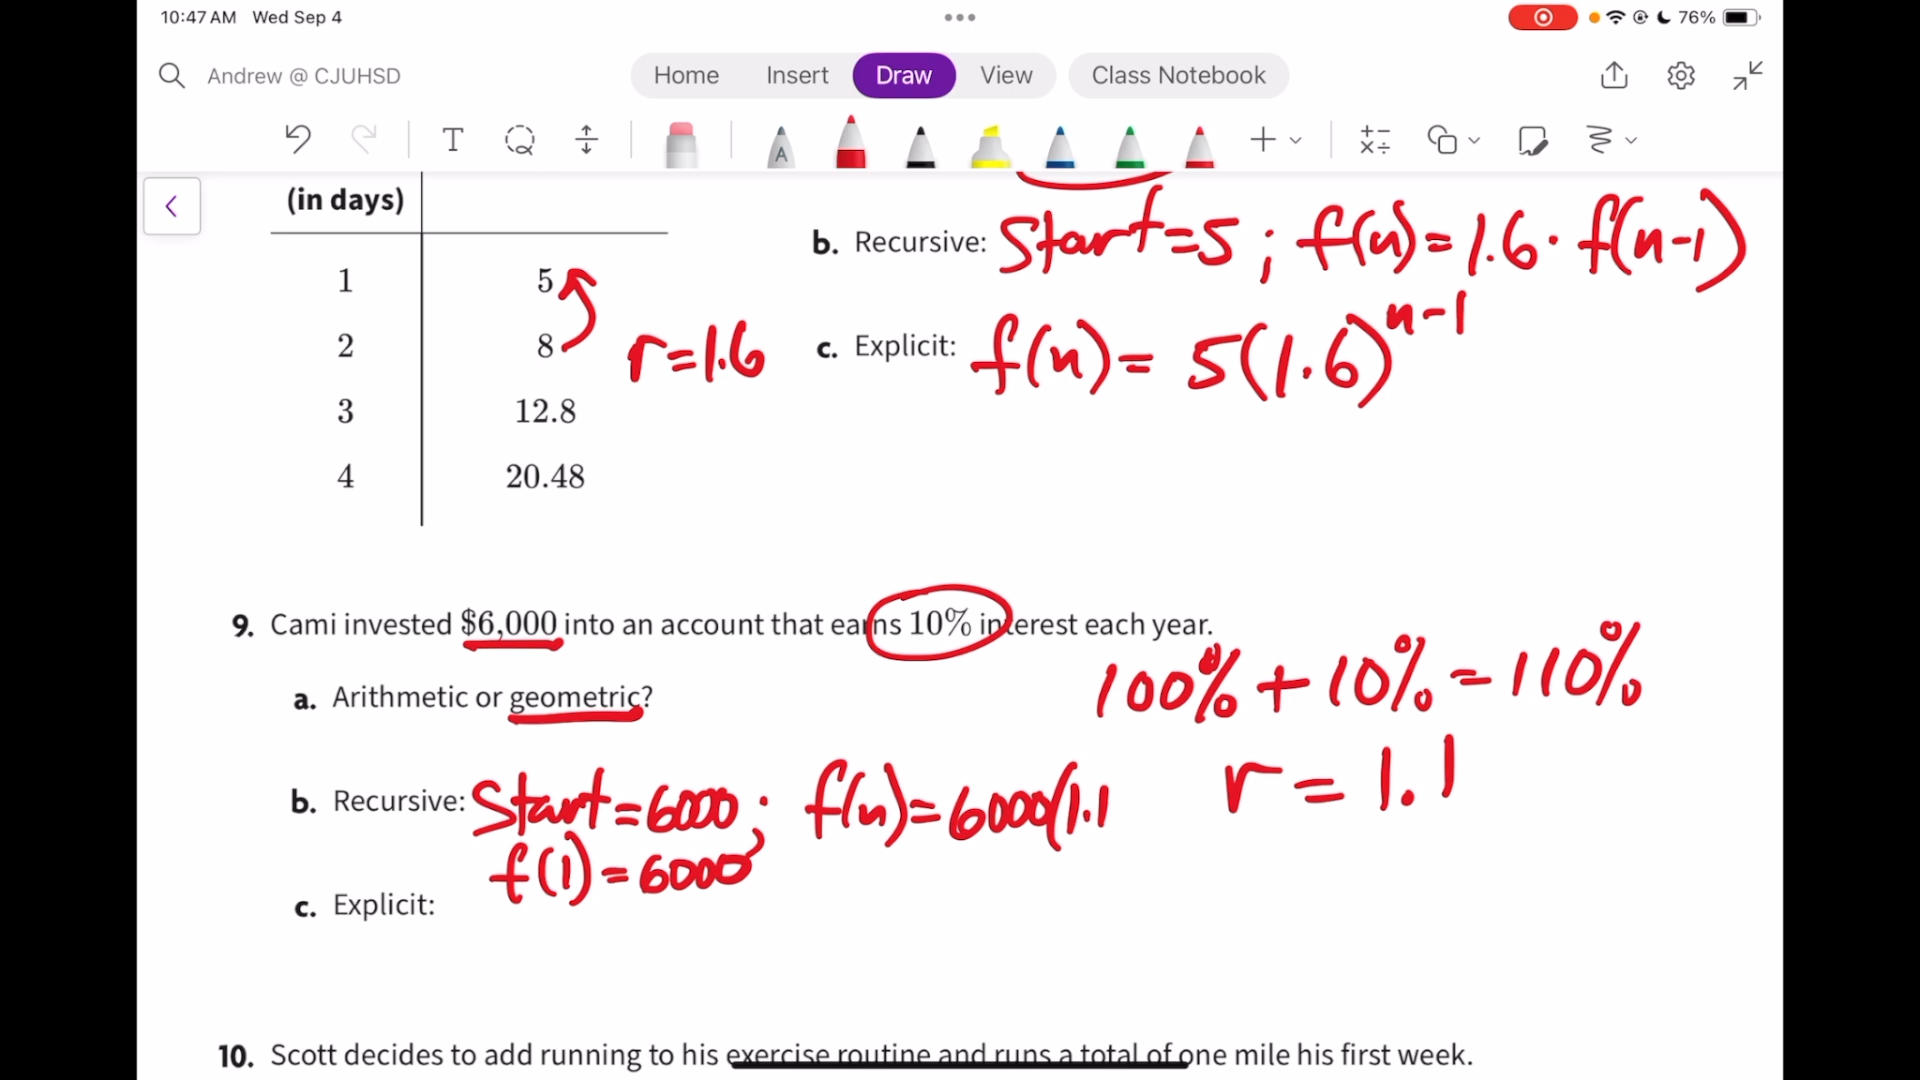 10:47 AM Wed Sep 4
76%
Andrew @ CJUHSD
Home Insert Draw View Class Notebook
T
A
(in days)
1 5
2 8
3 12.8
4 20.48
r=1.6
b. Recursive: Start=5; f(n)=1.6·f(n-1)
c. Explicit: f(n)= 5(1.6)^n-1
9. Cami invested $6,000 into an account that earns 10% interest each year.
100% + 10% = 110%
a. Arithmetic or geometric?
r = 1.1
b. Recursive: Start=6000; f(n)=6000(1.1
f(1)=6000
c. Explicit:
10. Scott decides to add running to his exercise routine and runs a total of one mile his first week.